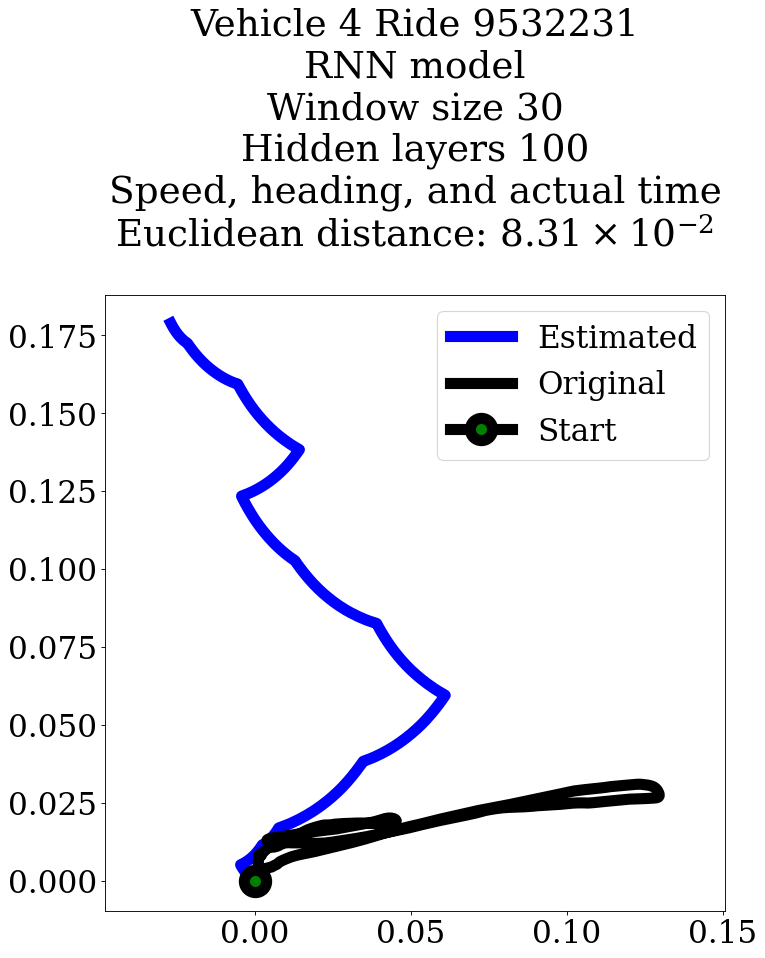 Vehicle 4 Ride 9532231
RNN model
Window size 30
Hidden layers 100
Speed, heading, and actual time
Euclidean distance: 8.31 × 10⁻²
Estimated
Original
Start
0.175
0.150
0.125
0.100
0.075
0.050
0.025
0.000
0.00 0.05 0.10 0.15